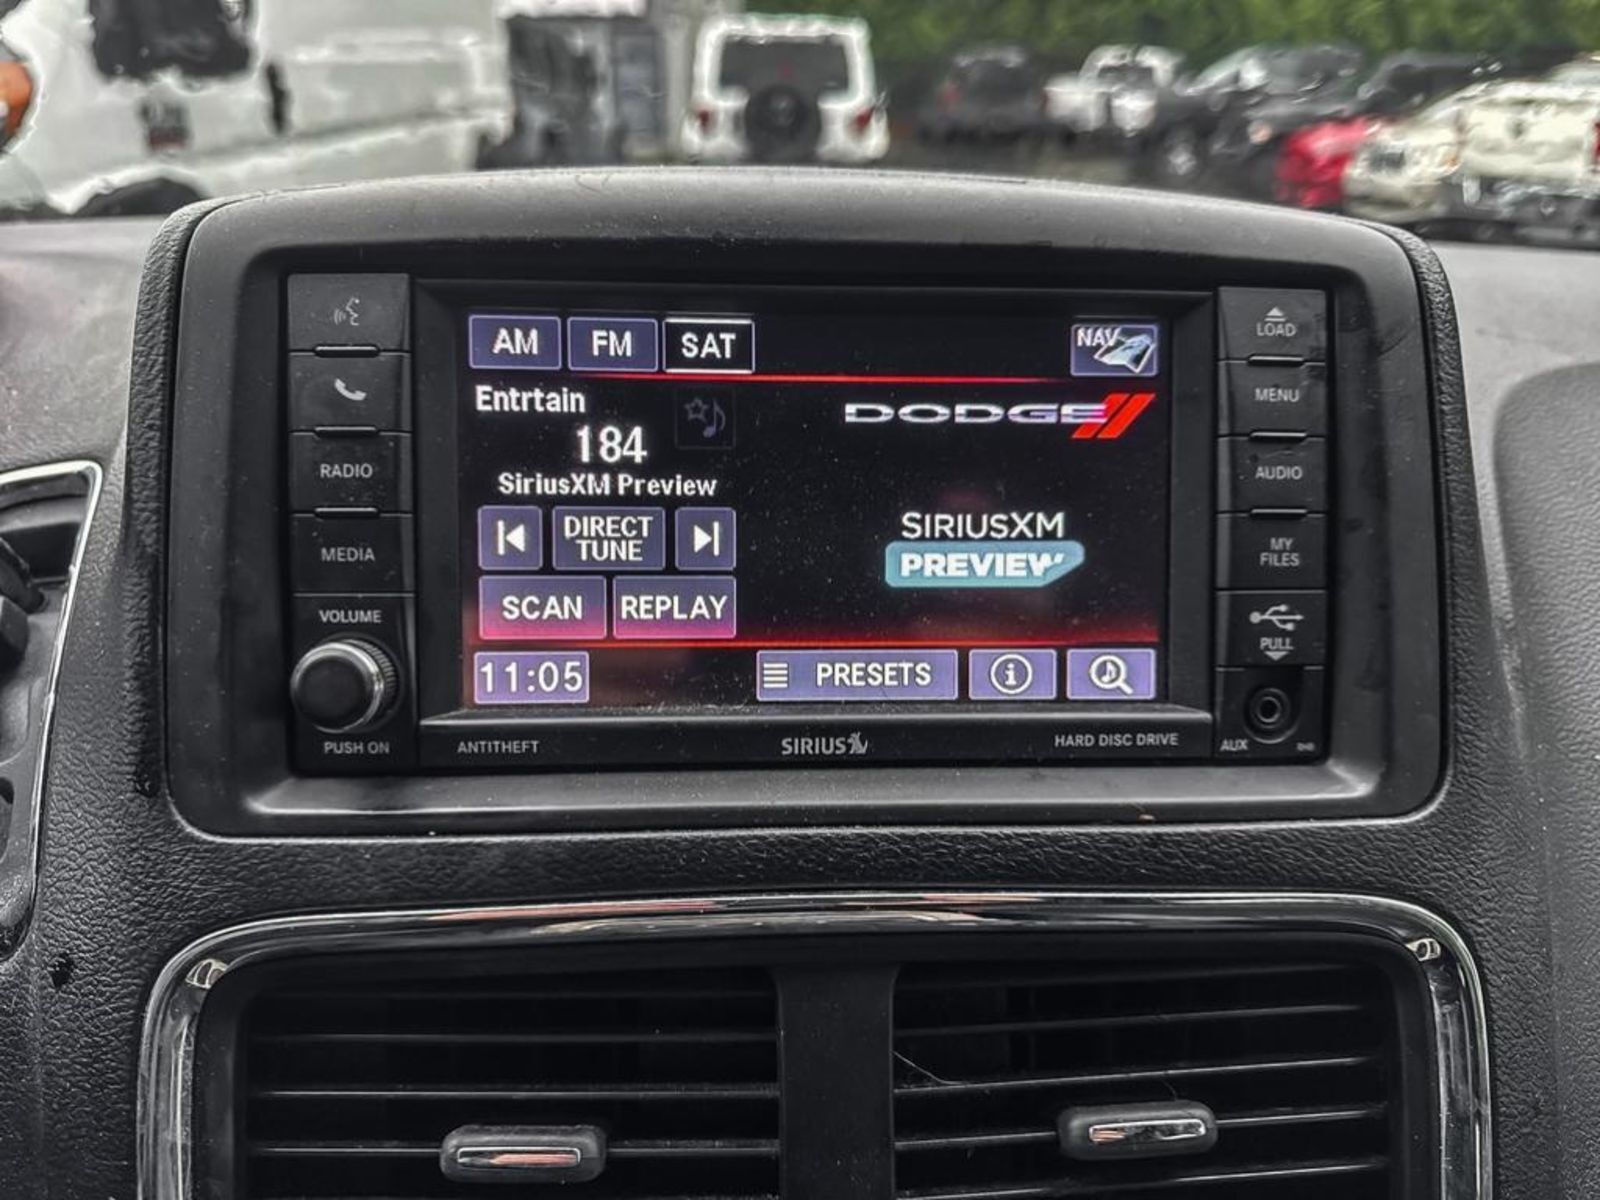 AM FM SAT NAV
Entrtain
184
SiriusXM Preview
DODGE
DIRECT
TUNE
SCAN REPLAY
SIRIUSXM
PREVIEW
11:05 PRESETS
RADIO
MEDIA
VOLUME
PUSH ON
ANTITHEFT
SIRIUS
HARD DISC DRIVE
LOAD
MENU
AUDIO
MY
FILES
PULL
AUX